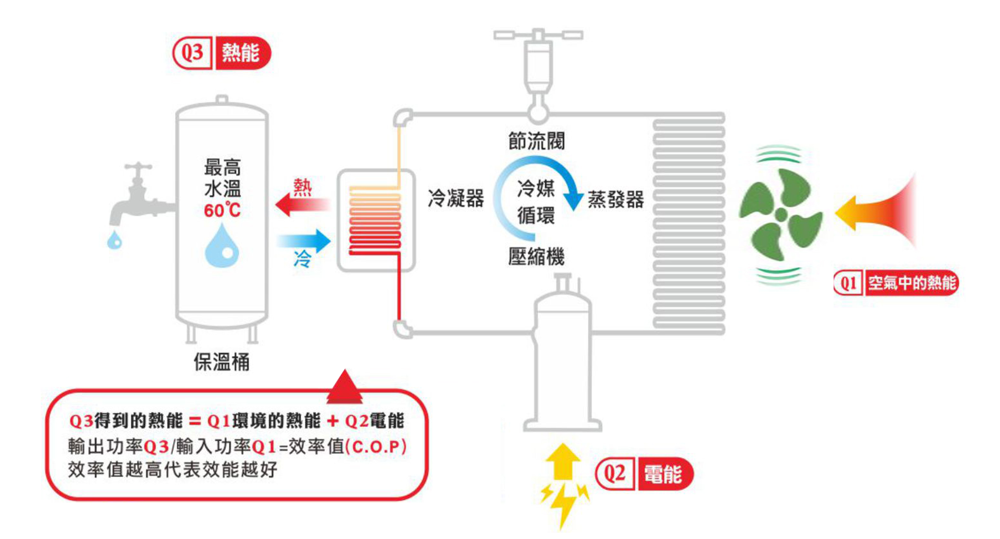 Q3 熱能
最高
水溫
60℃
熱
冷
保溫桶
節流閥
冷凝器
冷媒
循環
蒸發器
壓縮機
Q1 空氣中的熱能
Q2 電能
Q3得到的熱能 = Q1環境的熱能 + Q2電能
輸出功率Q3/輸入功率Q1=效率值(C.O.P)
效率值越高代表效能越好